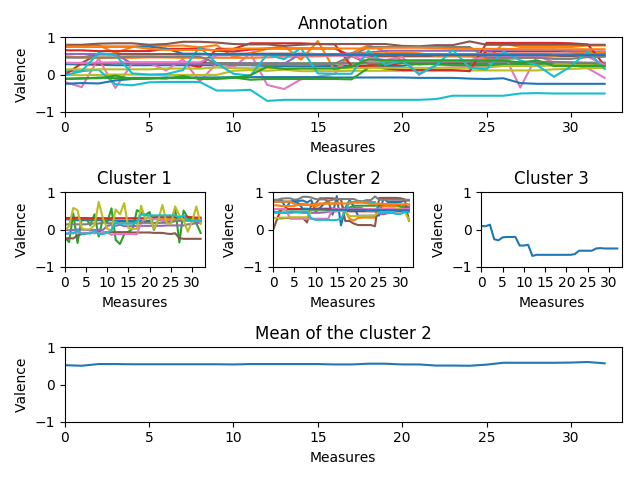 Annotation
Valence
1
0
−1
0 5 10 15 20 25 30
Measures
Cluster 1 Cluster 2 Cluster 3
Valence Valence Valence
1 1 1
0 0 0
−1 −1 −1
0 5 10 15 20 25 30 0 5 10 15 20 25 30 0 5 10 15 20 25 30
Measures Measures Measures
Mean of the cluster 2
Valence
1
0
−1
0 5 10 15 20 25 30
Measures